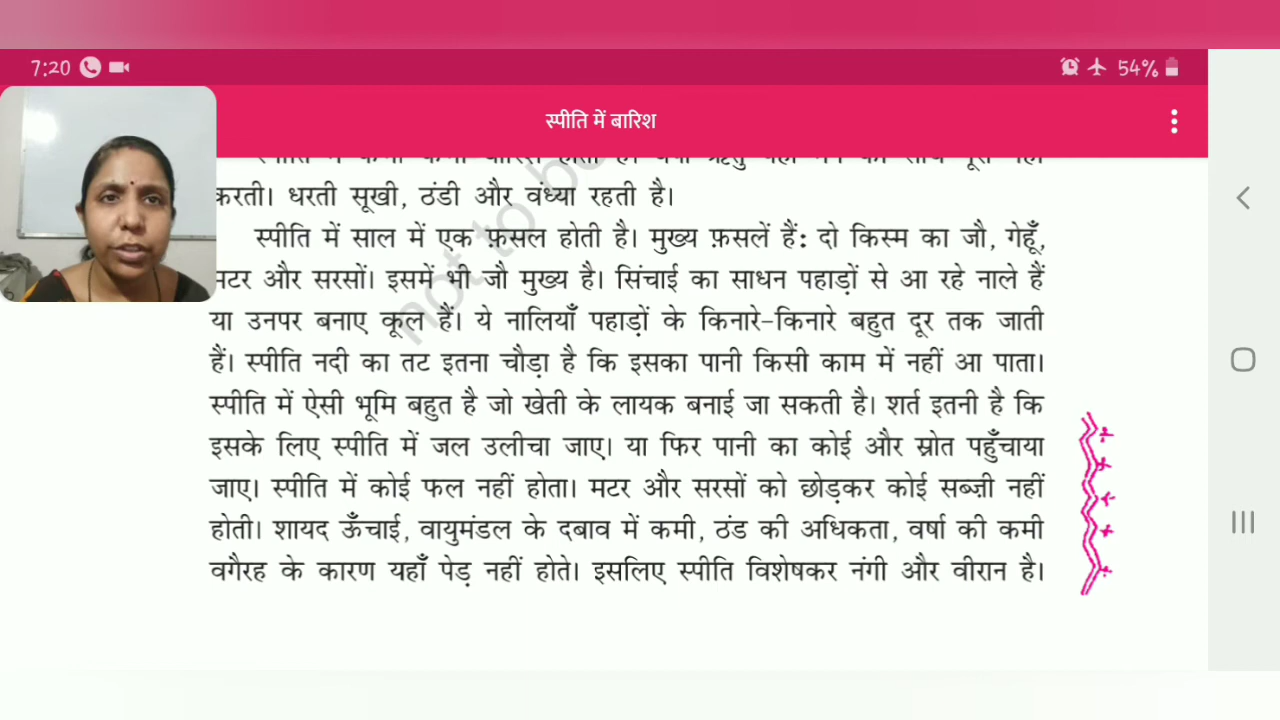 7:20
54%
स्पीति में बारिश
करती। धरती सूखी, ठंडी और वंध्या रहती है।
स्पीति में साल में एक फ़सल होती है। मुख्य फ़सलें हैं: दो किस्म का जौ, गेहूँ,
मटर और सरसों। इसमें भी जौ मुख्य है। सिंचाई का साधन पहाड़ों से आ रहे नाले हैं
या उनपर बनाए कूल हैं। ये नालियाँ पहाड़ों के किनारे-किनारे बहुत दूर तक जाती
हैं। स्पीति नदी का तट इतना चौड़ा है कि इसका पानी किसी काम में नहीं आ पाता।
स्पीति में ऐसी भूमि बहुत है जो खेती के लायक बनाई जा सकती है। शर्त इतनी है कि
इसके लिए स्पीति में जल उलीचा जाए। या फिर पानी का कोई और स्रोत पहुँचाया
जाए। स्पीति में कोई फल नहीं होता। मटर और सरसों को छोड़कर कोई सब्ज़ी नहीं
होती। शायद ऊँचाई, वायुमंडल के दबाव में कमी, ठंड की अधिकता, वर्षा की कमी
वगैरह के कारण यहाँ पेड़ नहीं होते। इसलिए स्पीति विशेषकर नंगी और वीरान है।
not to be